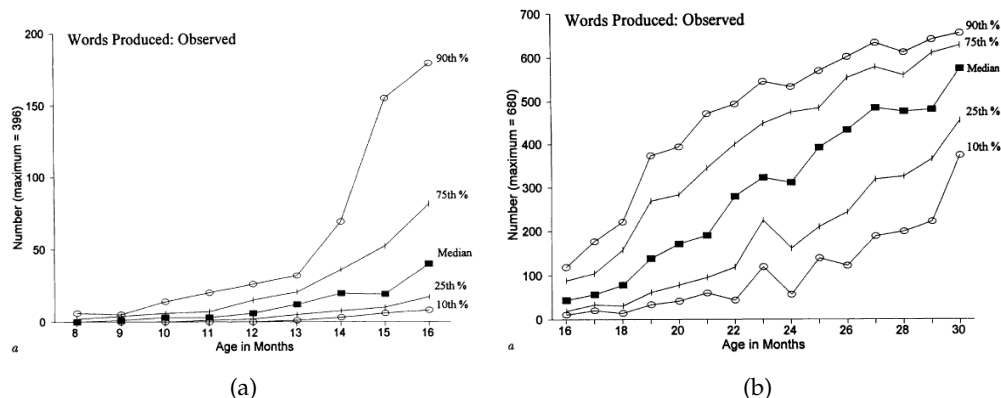 Words Produced: Observed
Number (maximum = 396)
200
150
100
50
0
8 9 10 11 12 13 14 15 16
Age in Months
90th %
75th %
Median
25th %
10th %
a
(a)
Words Produced: Observed
Number (maximum = 680)
700
600
500
400
300
200
100
0
16 18 20 22 24 26 28 30
Age in Months
90th %
75th %
Median
25th %
10th %
a
(b)